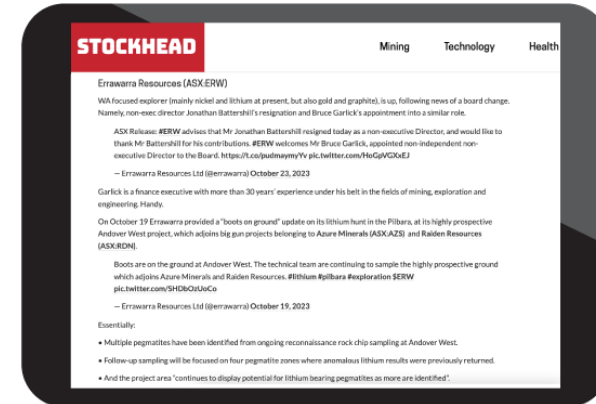 STOCKHEAD
Mining Technology Health
Errawarra Resources (ASX:ERW)
WA focused explorer (mainly nickel and lithium at present, but also gold and graphite), is up, following news of a board change.
Namely, non-exec director Jonathan Battershill's resignation and Bruce Garlick's appointment into a similar role.
ASX Release: #ERW advises that Mr Jonathan Battershill resigned today as a non-executive Director, and would like to
thank Mr Battershill for his contributions. #ERW welcomes Mr Bruce Garlick, appointed non-independent non-
executive Director to the Board. https://t.co/pudmaymyYv pic.twitter.com/HoGpVGXxEJ
— Errawarra Resources Ltd (@errawarra) October 23, 2023
Garlick is a finance executive with more than 30 years' experience under his belt in the fields of mining, exploration and
engineering. Handy.
On October 19 Errawarra provided a "boots on ground" update on its lithium hunt in the Pilbara, at its highly prospective
Andover West project, which adjoins big gun projects belonging to Azure Minerals (ASX:AZS) and Raiden Resources
(ASX:RDN).
Boots are on the ground at Andover West. The technical team are continuing to sample the highly prospective ground
which adjoins Azure Minerals and Raiden Resources. #lithium #pilbara #exploration $ERW
pic.twitter.com/SHDbOzUoCo
— Errawarra Resources Ltd (@errawarra) October 19, 2023
Essentially:
• Multiple pegmatites have been identified from ongoing reconnaissance rock chip sampling at Andover West.
• Follow-up sampling will be focused on four pegmatite zones where anomalous lithium results were previously returned.
• And the project area "continues to display potential for lithium bearing pegmatites as more are identified".